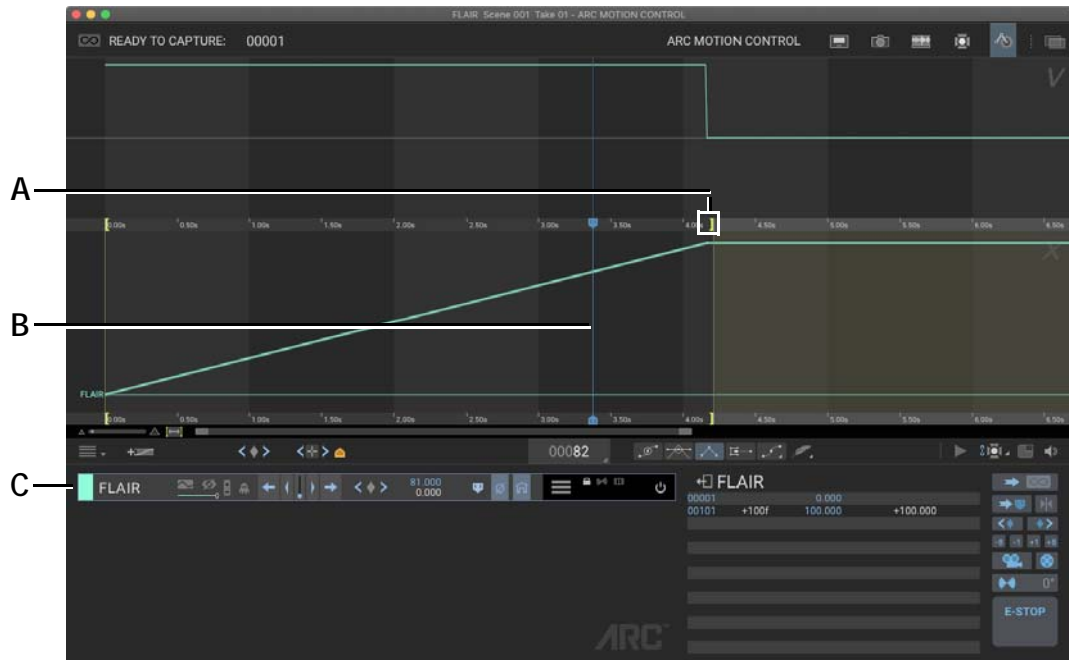 FLAIR Scene 001 Take 01 - ARC MOTION CONTROL
READY TO CAPTURE: 00001 ARC MOTION CONTROL
V
A
0.00s 0.50s 1.00s 1.50s 2.00s 2.50s 3.00s 3.50s 4.00s 4.50s 5.00s 5.50s 6.00s 6.50s
X
B
FLAIR
0.00s 0.50s 1.00s 1.50s 2.00s 2.50s 3.00s 3.50s 4.00s 4.50s 5.00s 5.50s 6.00s 6.50s
00082
C
FLAIR 81.000
0.000
FLAIR
00001 0.000
00101 +100f 100.000 +100.000
-8 -1 +1 +8
0°
E-STOP
ARC